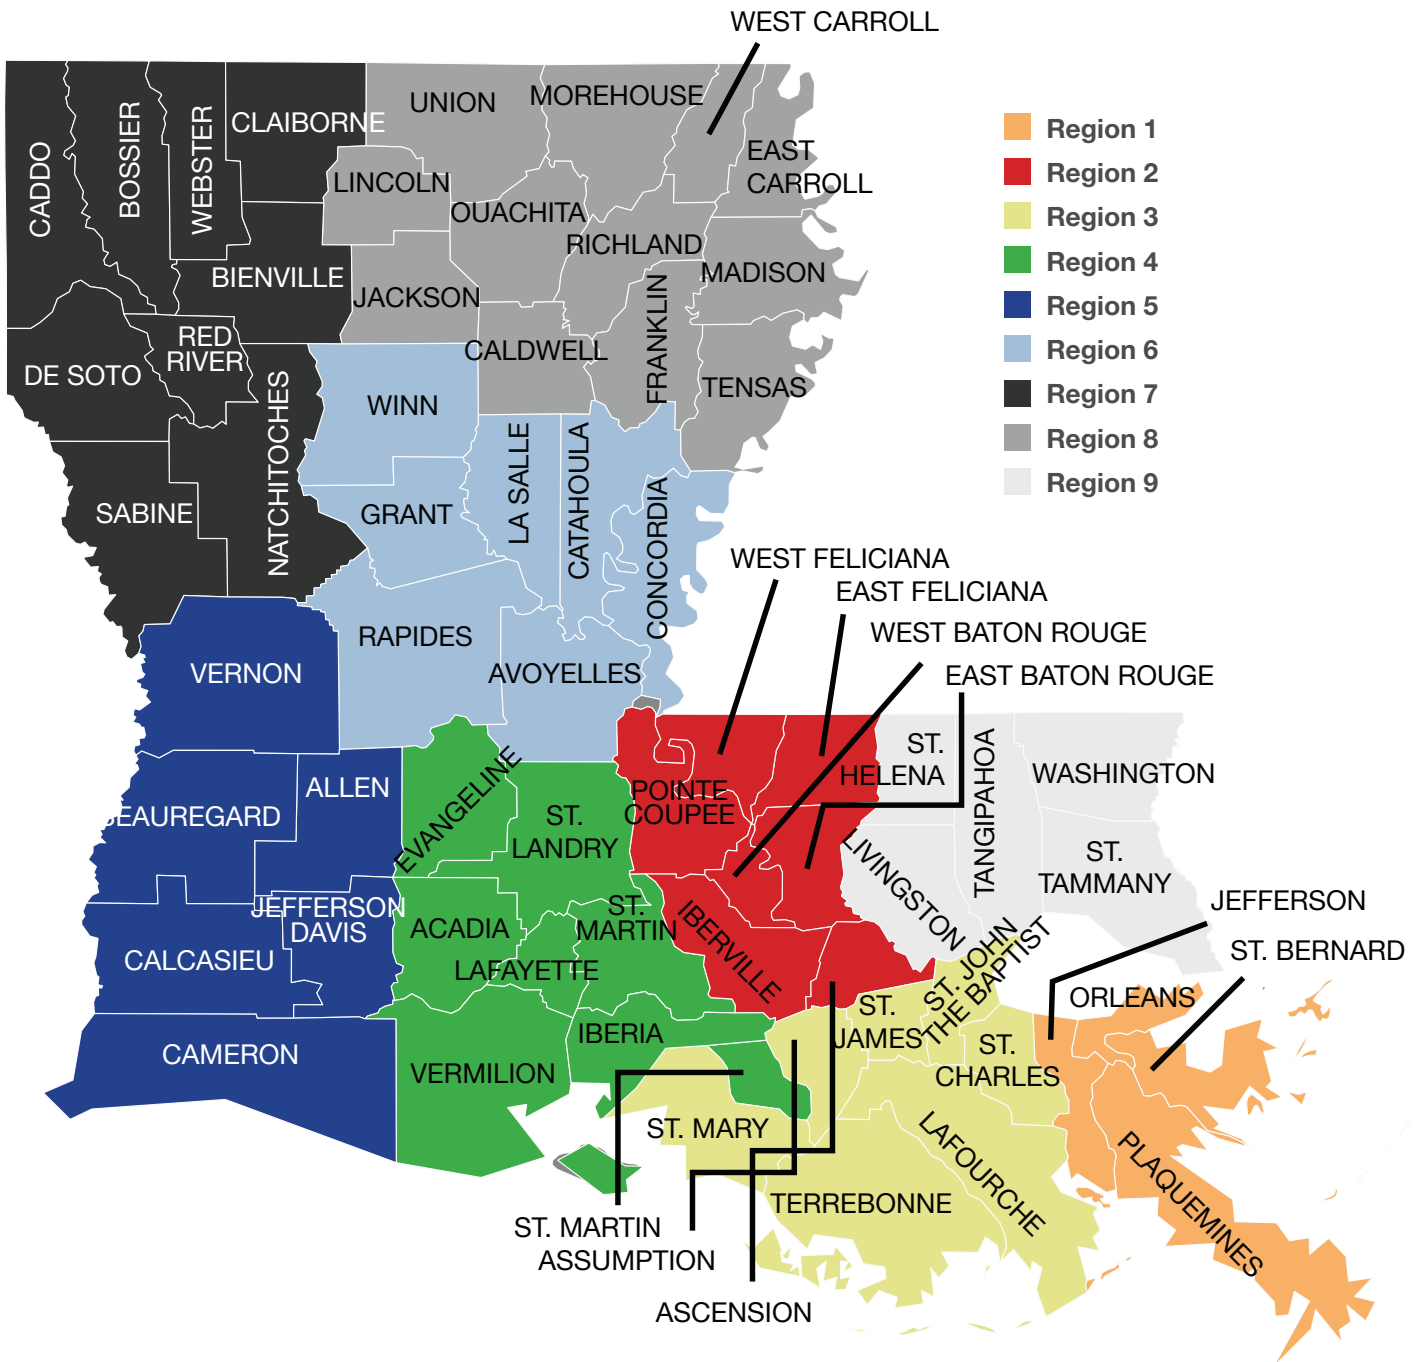 WEST CARROLL
UNION
MOREHOUSE
CLAIBORNE
CADDO
BOSSIER
WEBSTER
EAST
CARROLL
LINCOLN
OUACHITA
RICHLAND
BIENVILLE
JACKSON
MADISON
RED
RIVER
DE SOTO
CALDWELL
FRANKLIN
TENSAS
NATCHITOCHES
WINN
SABINE
GRANT
LA SALLE
CATAHOULA
CONCORDIA
Region 1
Region 2
Region 3
Region 4
Region 5
Region 6
Region 7
Region 8
Region 9
WEST FELICIANA
EAST FELICIANA
WEST BATON ROUGE
EAST BATON ROUGE
RAPIDES
VERNON
AVOYELLES
ALLEN
EAUREGARD
EVANGELINE
ST.
LANDRY
POINTE
COUPEE
ST.
HELENA
TANGIPAHOA
WASHINGTON
LIVINGSTON
ST.
TAMMANY
JEFFERSON
DAVIS
ACADIA
ST.
MARTIN
IBERVILLE
CALCASIEU
LAFAYETTE
ST. JOHN
THE BAPTIST
JEFFERSON
ST. BERNARD
ORLEANS
ST.
JAMES
IBERIA
CAMERON
VERMILION
ST.
CHARLES
ST. MARY
LAFOURCHE
PLAQUEMINES
TERREBONNE
ST. MARTIN
ASSUMPTION
ASCENSION